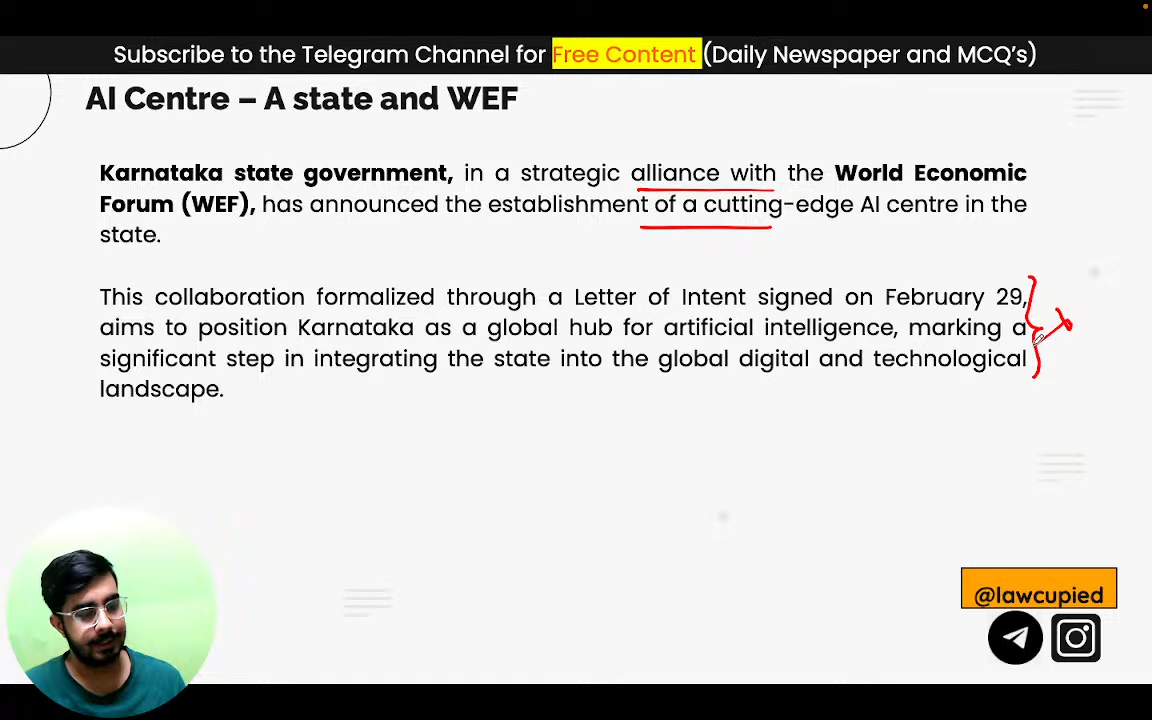 Subscribe to the Telegram Channel for Free Content (Daily Newspaper and MCQ’s)
AI Centre – A state and WEF
Karnataka state government, in a strategic alliance with the World Economic
Forum (WEF), has announced the establishment of a cutting-edge AI centre in the
state.
This collaboration formalized through a Letter of Intent signed on February 29,
aims to position Karnataka as a global hub for artificial intelligence, marking a
significant step in integrating the state into the global digital and technological
landscape.
@lawcupied